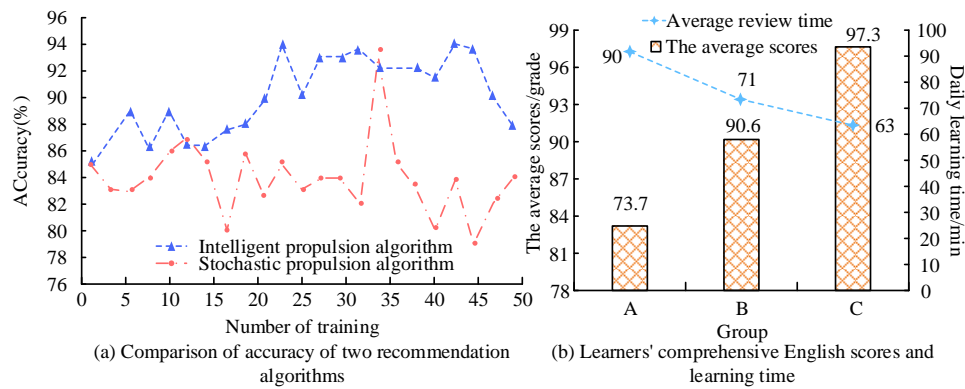 96
94
92
90
88
86
84
82
80
78
76
ACcuracy(%)
Intelligent propulsion algorithm
Stochastic propulsion algorithm
0
5
10
15
20
25
30
35
40
45
50
Number of training
(a) Comparison of accuracy of two recommendation
algorithms
99
97
93
90
84
81
78
The average scores/grade
Average review time
The average scores
90
71
63
73.7
90.6
97.3
100
90
80
70
60
50
40
30
20
10
0
Daily learning time/min
A
B
C
Group
(b) Learners' comprehensive English scores and
learning time